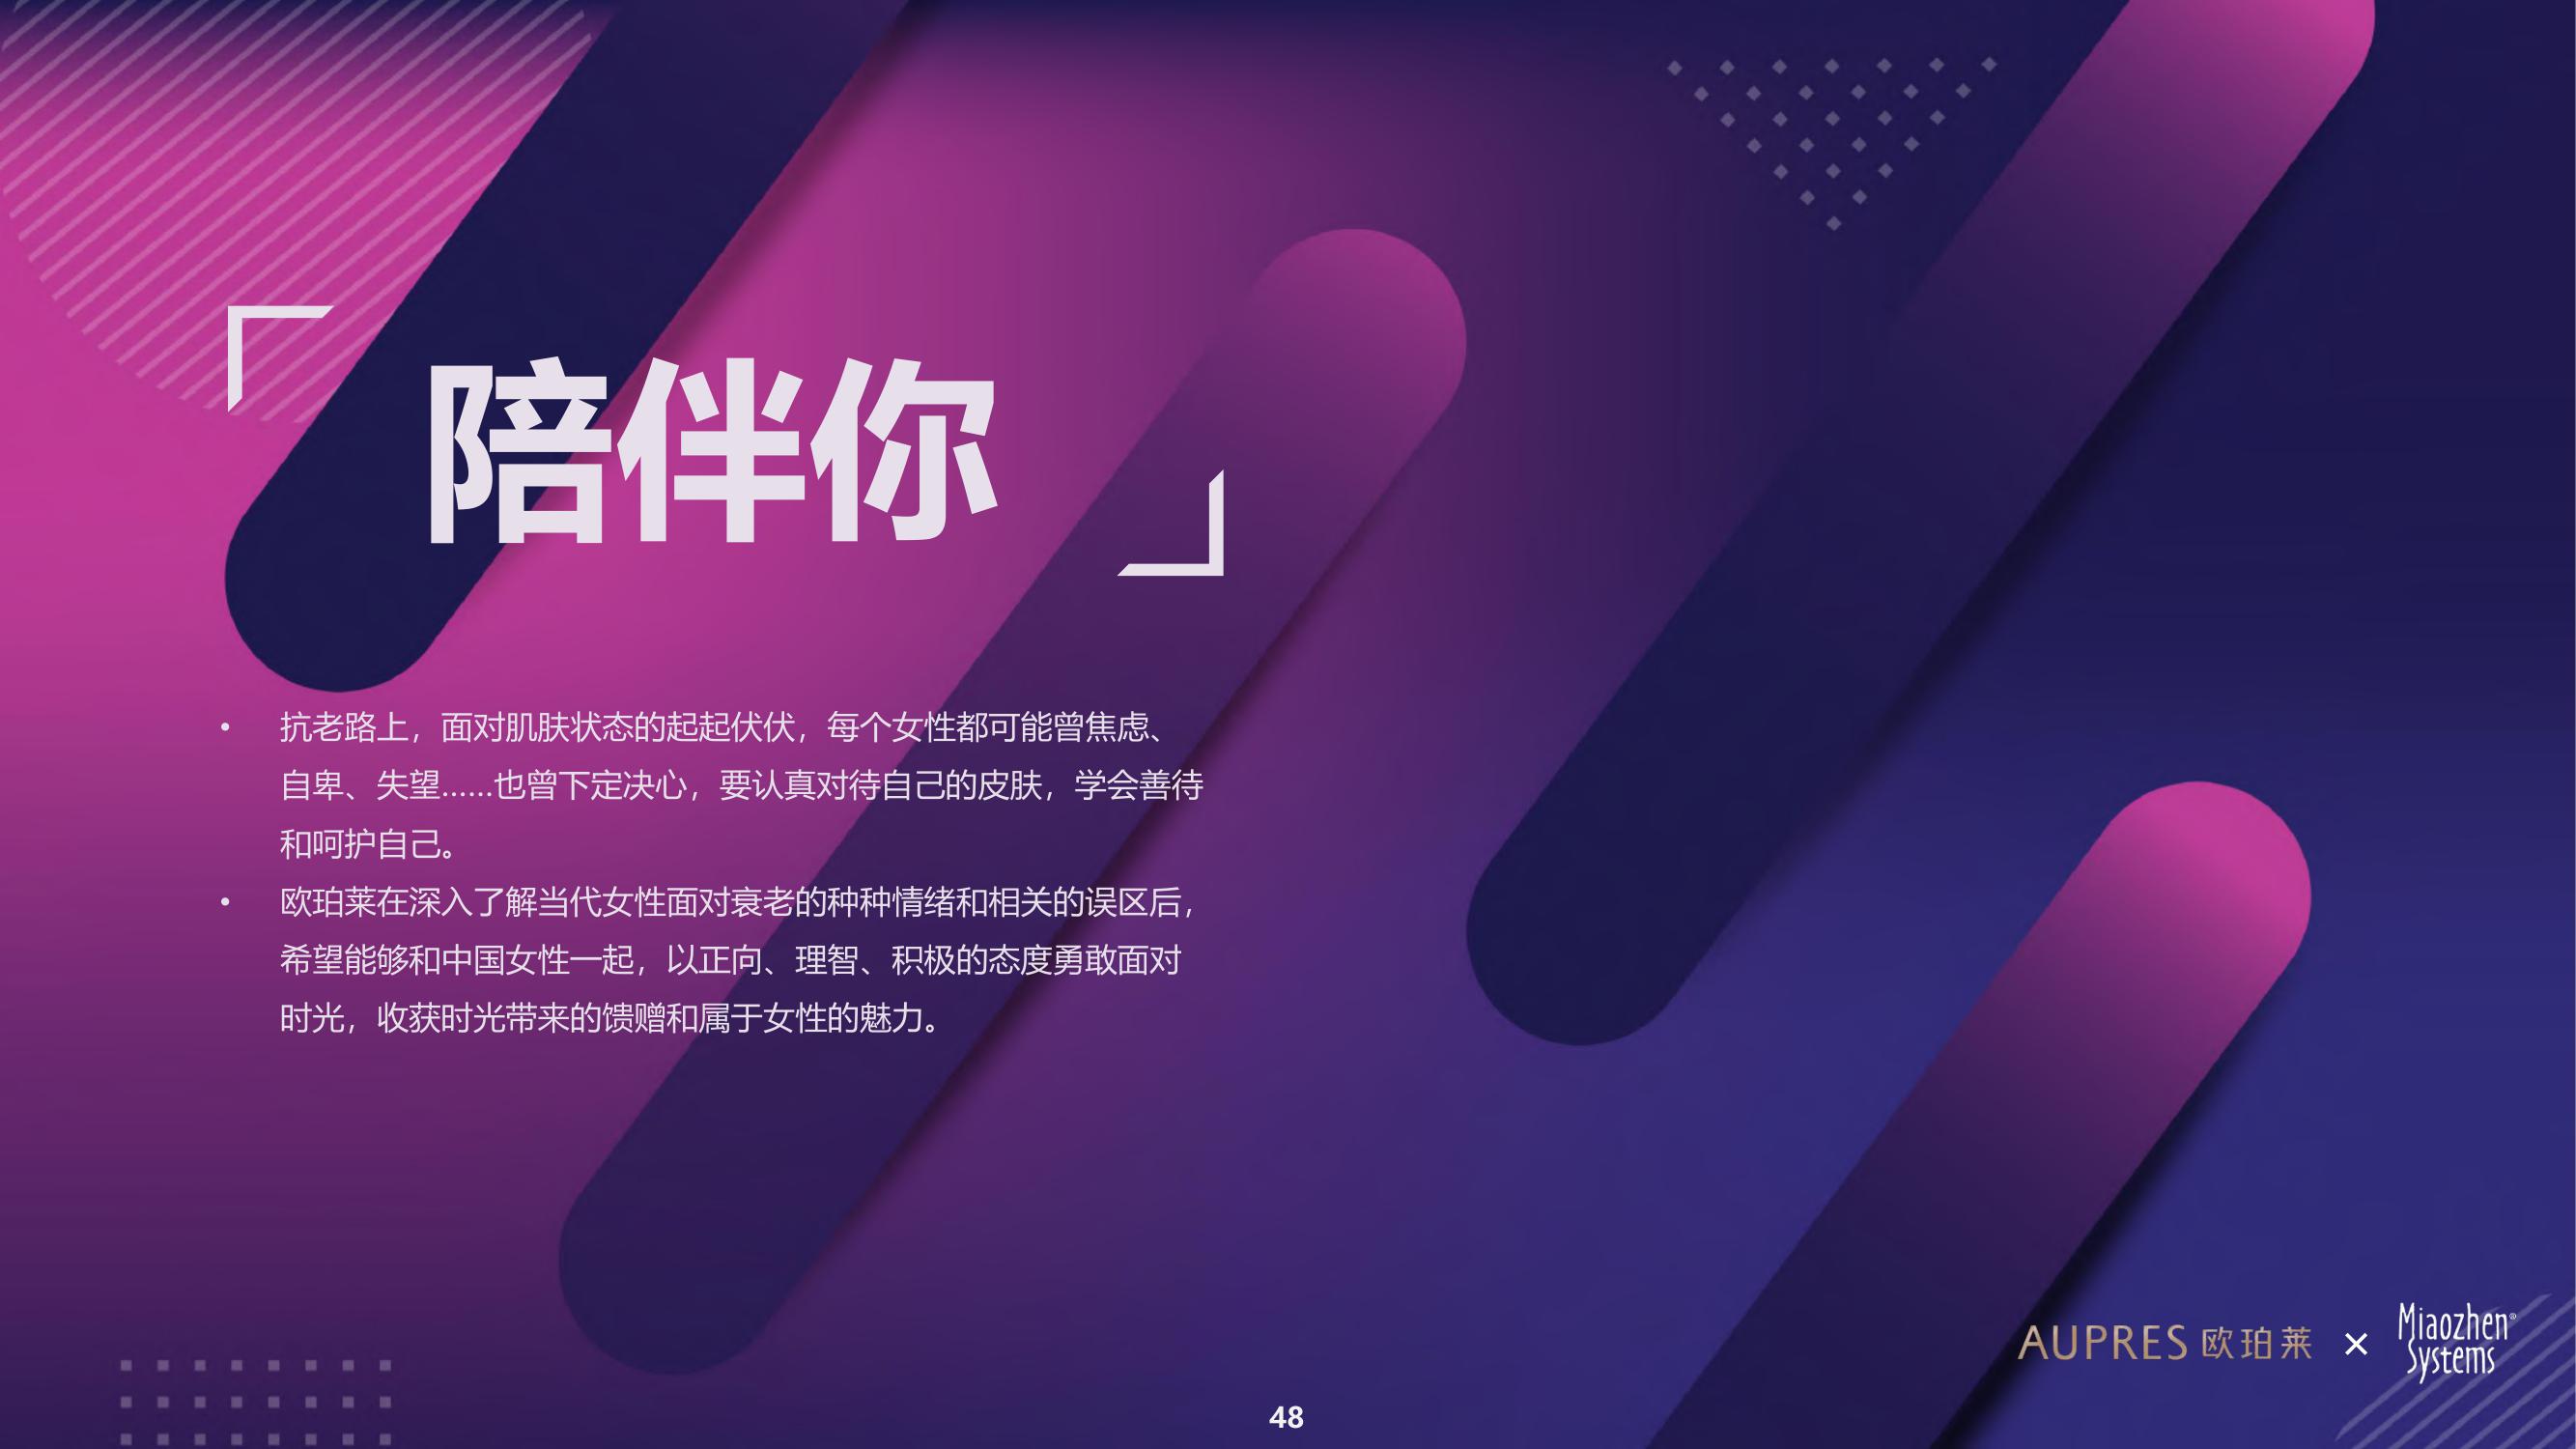 陪伴你
• 抗老路上，面对肌肤状态的起起伏伏，每个女性都可能曾焦虑、
自卑、失望......也曾下定决心，要认真对待自己的皮肤，学会善待
和呵护自己。
• 欧珀莱在深入了解当代女性面对衰老的种种情绪和相关的误区后，
希望能够和中国女性一起，以正向、理智、积极的态度勇敢面对
时光，收获时光带来的馈赠和属于女性的魅力。
AUPRES 欧珀莱 × Miaozhen Systems®
48